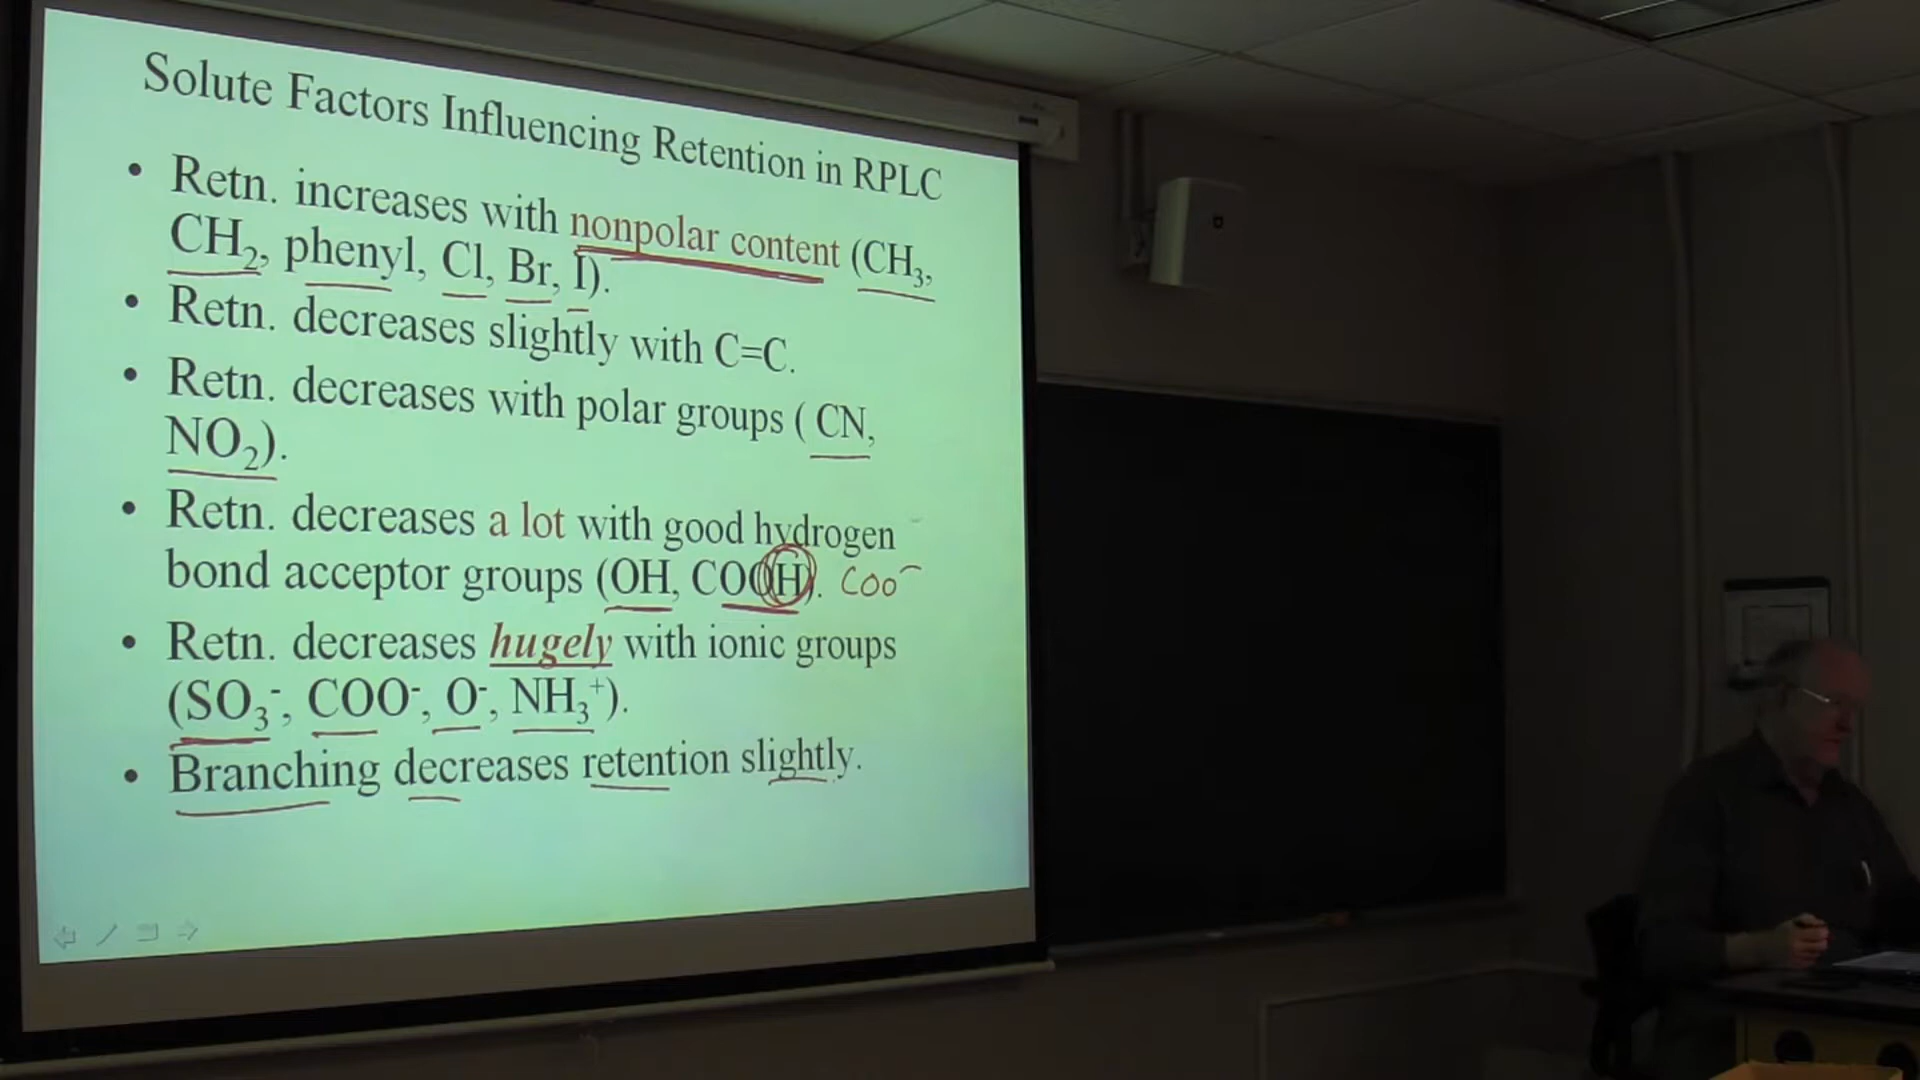 Solute Factors Influencing Retention in RPLC
• Retn. increases with nonpolar content (CH₃,
CH₂, phenyl, Cl, Br, I).
• Retn. decreases slightly with C=C.
• Retn. decreases with polar groups ( CN,
NO₂).
• Retn. decreases a lot with good hydrogen
bond acceptor groups (OH, COOH). COO⁻
• Retn. decreases hugely with ionic groups
(SO₃⁻, COO⁻, O⁻, NH₃⁺).
• Branching decreases retention slightly.